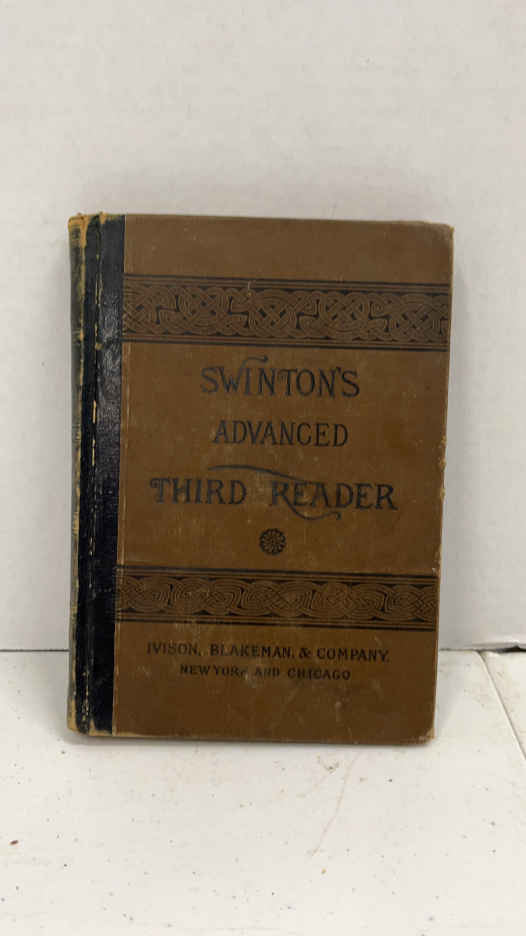 SWINTON'S
ADVANCED
THIRD READER
IVISON, BLAKEMAN, & COMPANY,
NEW YORK AND CHICAGO